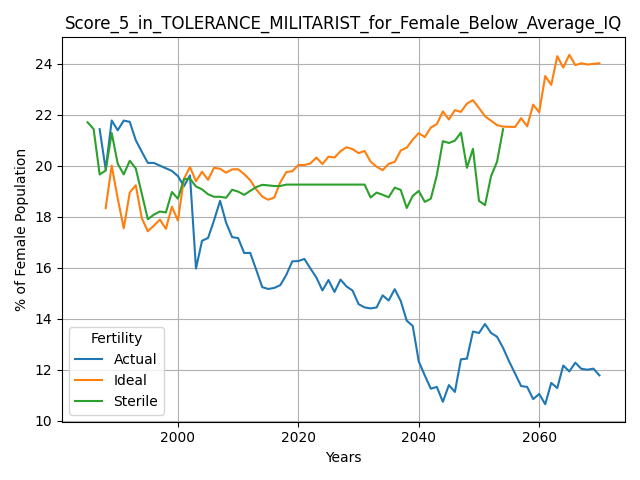 Score_5_in_TOLERANCE_MILITARIST_for_Female_Below_Average_IQ
% of Female Population
24
22
20
18
16
14
12
10
Fertility
Actual
Ideal
Sterile
2000
2020
2040
2060
Years